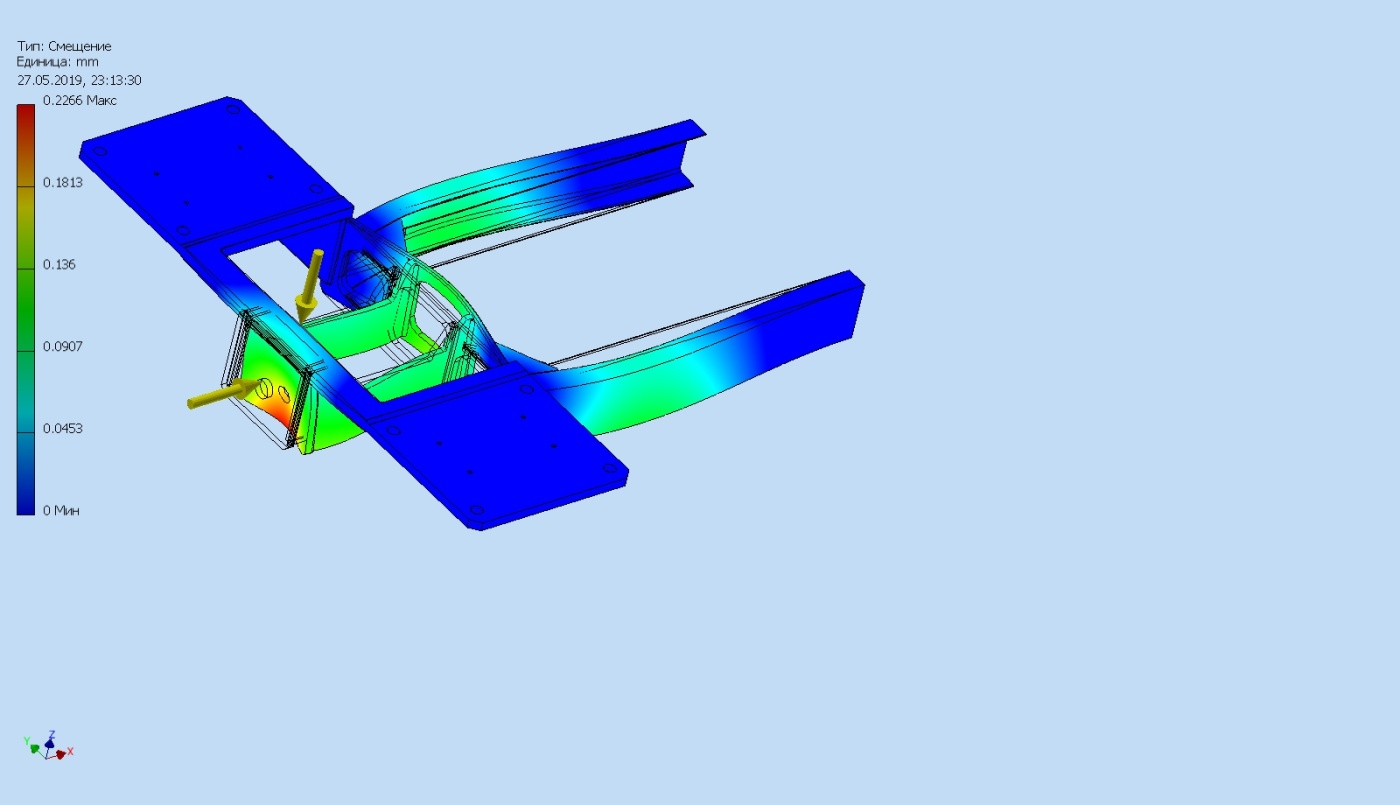 Тип: Смещение
Единица: mm
27.05.2019, 23:13:30
0.2266 Макс
0.1813
0.136
0.0907
0.0453
0 Мин
Y Z X